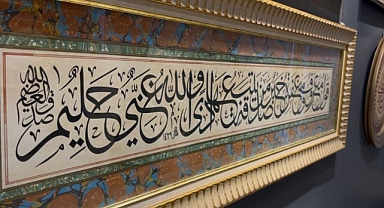 قول معروف ومغفرة خير من صدقة يتبعها أذى والله غني حليم
صدق الله العظيم